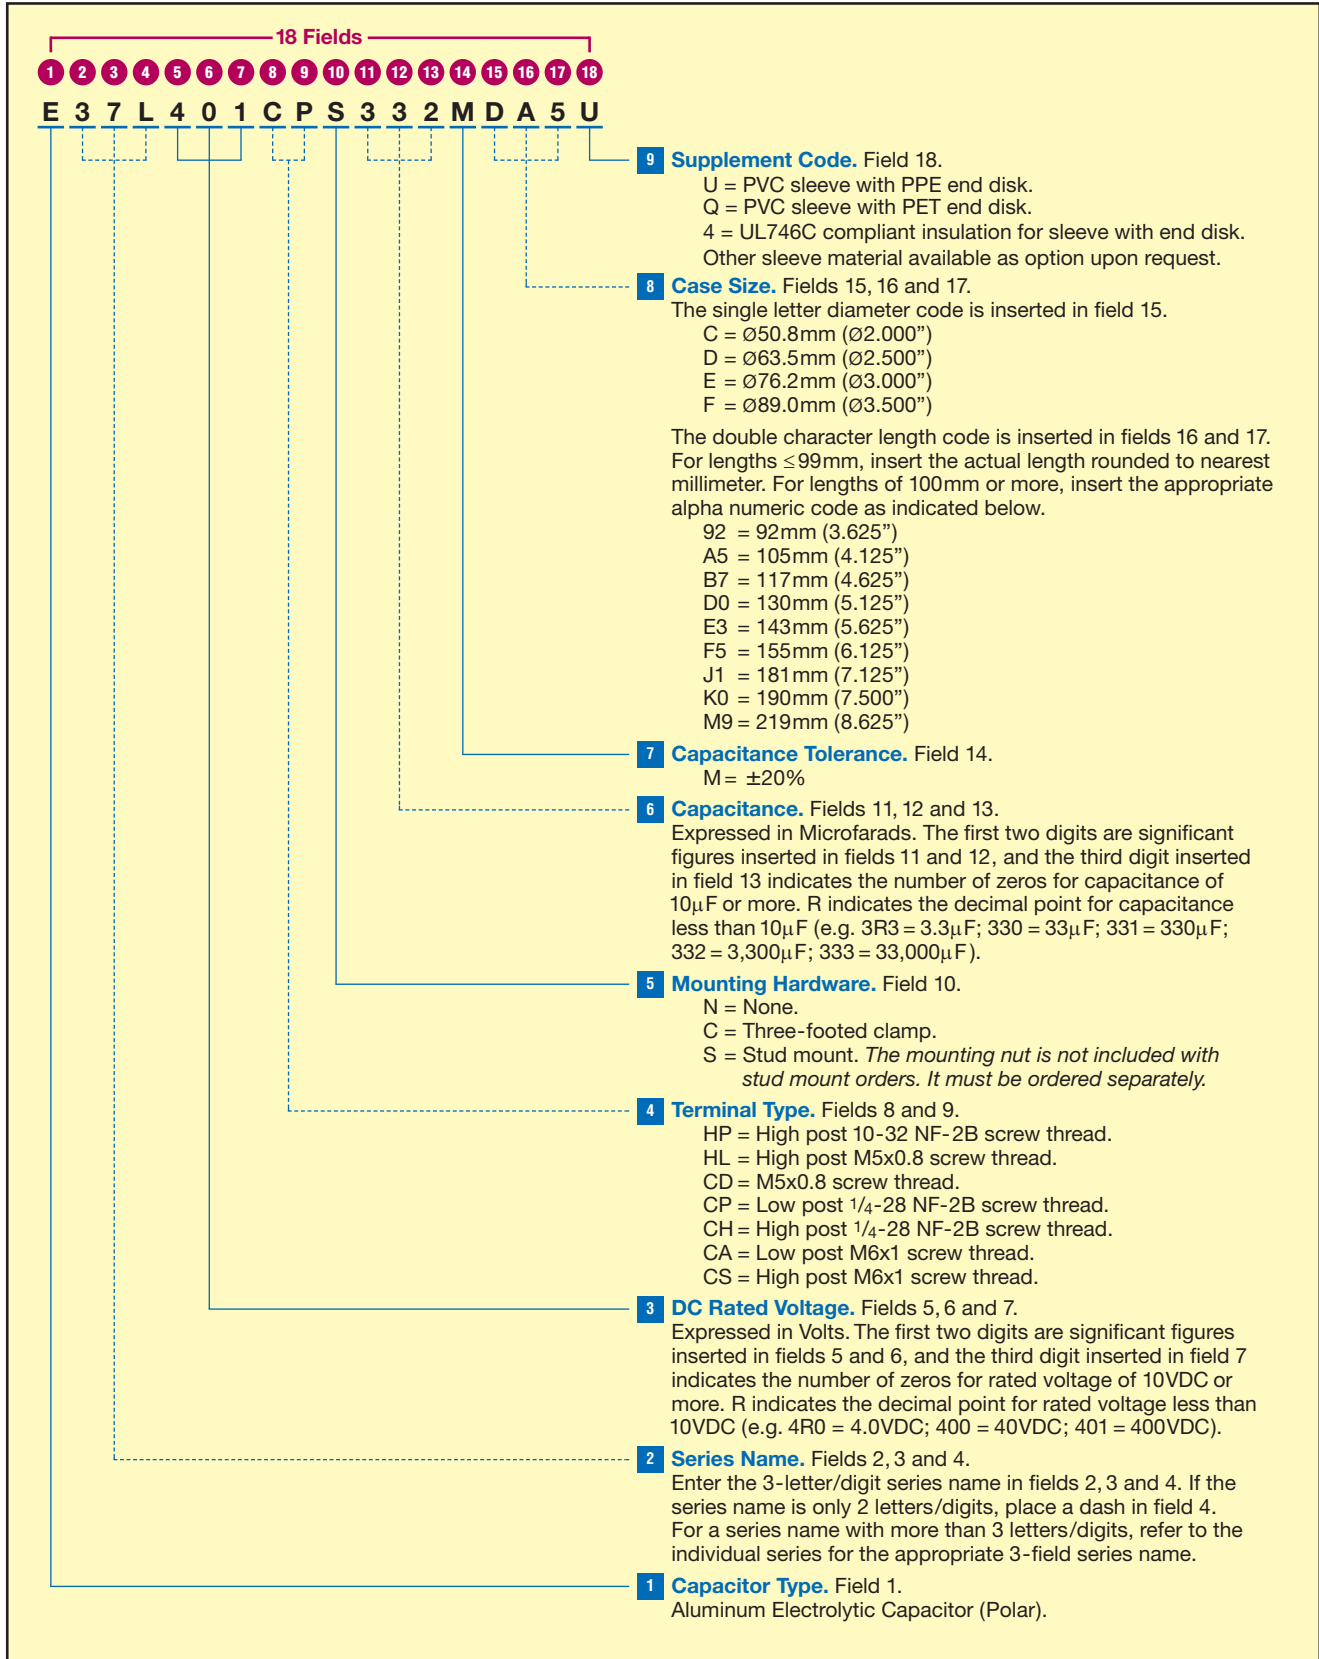 18 Fields
1 2 3 4 5 6 7 8 9 10 11 12 13 14 15 16 17 18
E 3 7 L 4 0 1 C P S 3 3 2 M D A 5 U
9 Supplement Code. Field 18.
U = PVC sleeve with PPE end disk.
Q = PVC sleeve with PET end disk.
4 = UL746C compliant insulation for sleeve with end disk.
Other sleeve material available as option upon request.
8 Case Size. Fields 15, 16 and 17.
The single letter diameter code is inserted in field 15.
C = Ø50.8mm (Ø2.000”)
D = Ø63.5mm (Ø2.500”)
E = Ø76.2mm (Ø3.000”)
F = Ø89.0mm (Ø3.500”)
The double character length code is inserted in fields 16 and 17.
For lengths ≤99mm, insert the actual length rounded to nearest
millimeter. For lengths of 100mm or more, insert the appropriate
alpha numeric code as indicated below.
92 = 92mm (3.625”)
A5 = 105mm (4.125”)
B7 = 117mm (4.625”)
D0 = 130mm (5.125”)
E3 = 143mm (5.625”)
F5 = 155mm (6.125”)
J1 = 181mm (7.125”)
K0 = 190mm (7.500”)
M9 = 219mm (8.625”)
7 Capacitance Tolerance. Field 14.
M = ±20%
6 Capacitance. Fields 11, 12 and 13.
Expressed in Microfarads. The first two digits are significant
figures inserted in fields 11 and 12, and the third digit inserted
in field 13 indicates the number of zeros for capacitance of
10µF or more. R indicates the decimal point for capacitance
less than 10µF (e.g. 3R3 = 3.3µF; 330 = 33µF; 331 = 330µF;
332 = 3,300µF; 333 = 33,000µF).
5 Mounting Hardware. Field 10.
N = None.
C = Three-footed clamp.
S = Stud mount. The mounting nut is not included with
stud mount orders. It must be ordered separately.
4 Terminal Type. Fields 8 and 9.
HP = High post 10-32 NF-2B screw thread.
HL = High post M5x0.8 screw thread.
CD = M5x0.8 screw thread.
CP = Low post 1/4-28 NF-2B screw thread.
CH = High post 1/4-28 NF-2B screw thread.
CA = Low post M6x1 screw thread.
CS = High post M6x1 screw thread.
3 DC Rated Voltage. Fields 5, 6 and 7.
Expressed in Volts. The first two digits are significant figures
inserted in fields 5 and 6, and the third digit inserted in field 7
indicates the number of zeros for rated voltage of 10VDC or
more. R indicates the decimal point for rated voltage less than
10VDC (e.g. 4R0 = 4.0VDC; 400 = 40VDC; 401 = 400VDC).
2 Series Name. Fields 2, 3 and 4.
Enter the 3-letter/digit series name in fields 2, 3 and 4. If the
series name is only 2 letters/digits, place a dash in field 4.
For a series name with more than 3 letters/digits, refer to the
individual series for the appropriate 3-field series name.
1 Capacitor Type. Field 1.
Aluminum Electrolytic Capacitor (Polar).